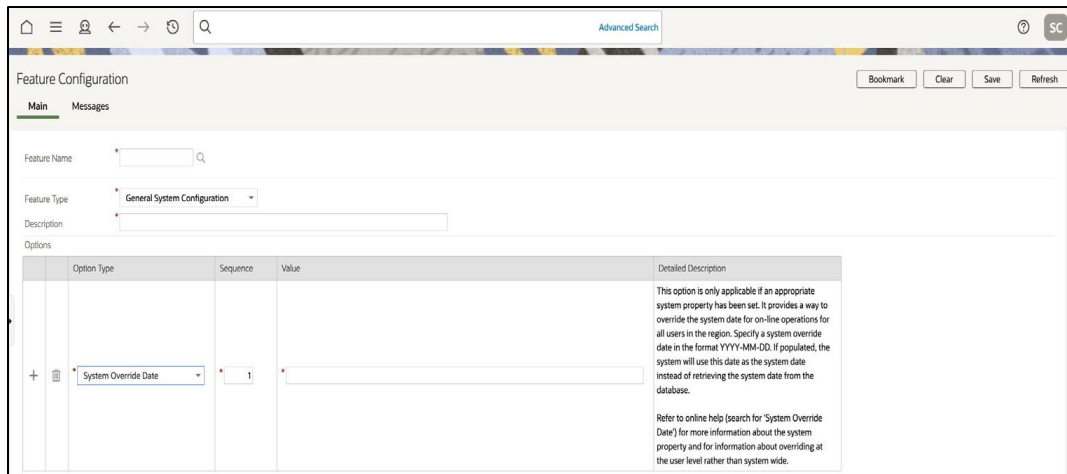 Advanced Search
SC
Feature Configuration
Bookmark
Clear
Save
Refresh
Main
Messages
Feature Name
*
Feature Type
* General System Configuration
Description
*
Options
Option Type
Sequence
Value
Detailed Description
+
* System Override Date
* 1
*
This option is only applicable if an appropriate
system property has been set. It provides a way to
override the system date for on-line operations for
all users in the region. Specify a system override
date in the format YYYY-MM-DD. If populated, the
system will use this date as the system date
instead of retrieving the system date from the
database.
Refer to online help (search for 'System Override
Date') for more information about the system
property and for information about overriding at
the user level rather than system wide.